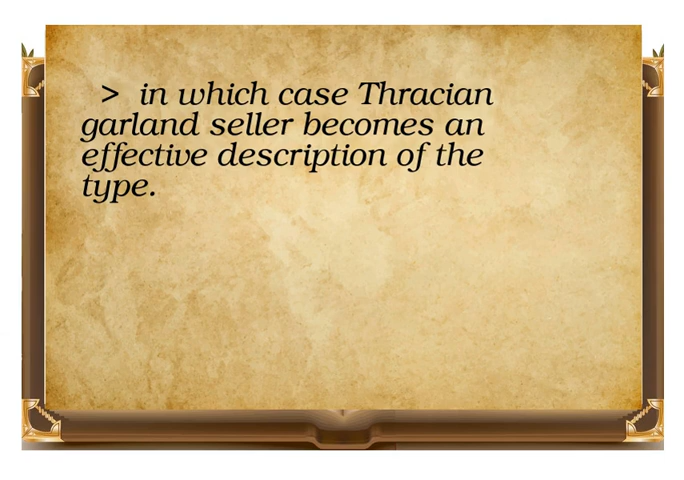 > in which case Thracian
garland seller becomes an
effective description of the
type.